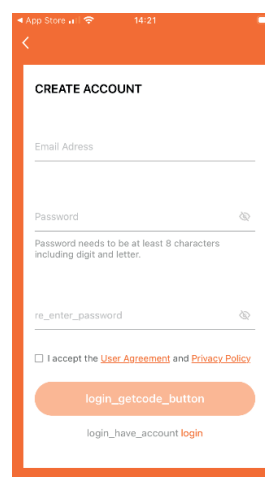 App Store 14:21
CREATE ACCOUNT
Email Adress
Password
Password needs to be at least 8 characters
including digit and letter.
re_enter_password
I accept the User Agreement and Privacy Policy
login_getcode_button
login_have_account login